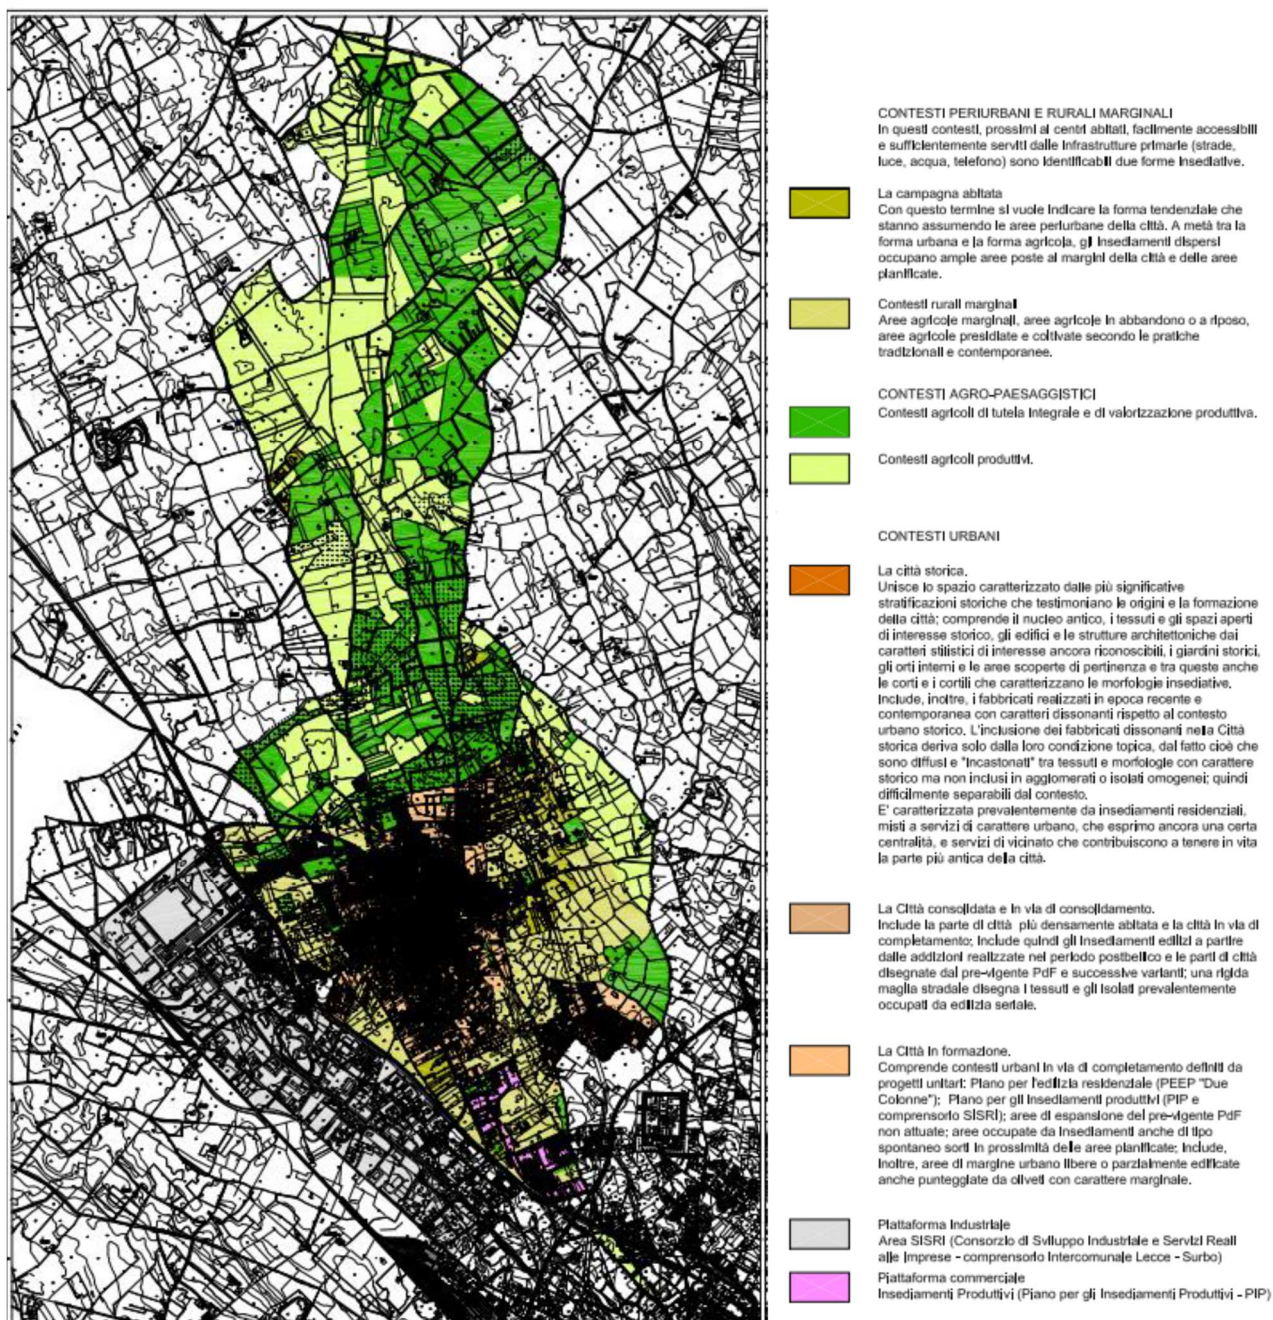 CONTESTI PERIURBANI E RURALI MARGINALI
In questi contesti, prossimi ai centri abitati, facilmente accessibili
e sufficientemente serviti dalle infrastrutture primarie (strade,
luce, acqua, telefono) sono identificabili due forme insediative.
La campagna abitata
Con questo termine si vuole indicare la forma tendenziale che
stanno assumendo le aree periurbane della città. A metà tra la
forma urbana e la forma agricola, gli insediamenti dispersi
occupano ampie aree poste ai margini della città e delle aree
pianificate.
Contesti rurali marginali
Aree agricole marginali, aree agricole in abbandono o a riposo,
aree agricole presidiate e coltivate secondo le pratiche
tradizionali e contemporanee.
CONTESTI AGRO-PAESAGGISTICI
Contesti agricoli di tutela integrale e di valorizzazione produttiva.
Contesti agricoli produttivi.
CONTESTI URBANI
La città storica.
Unisce lo spazio caratterizzato dalle più significative
stratificazioni storiche che testimoniano le origini e la formazione
della città; comprende il nucleo antico, i tessuti e gli spazi aperti
di interesse storico, gli edifici e le strutture architettoniche dai
caratteri stilistici di interesse ancora riconoscibili, i giardini storici,
gli orti interni e le aree scoperte di pertinenza e tra queste anche
le corti e i cortili che caratterizzano le morfologie insediative.
Include, inoltre, i fabbricati realizzati in epoca recente e
contemporanea con caratteri dissonanti rispetto al contesto
urbano storico. L'inclusione dei fabbricati dissonanti nella Città
storica deriva solo dalla loro condizione topica, dal fatto cioè che
sono diffusi e "incastonati" tra tessuti e morfologie con carattere
storico ma non inclusi in agglomerati o isolati omogenei; quindi
difficilmente separabili dal contesto.
E' caratterizzata prevalentemente da insediamenti residenziali,
misti a servizi di carattere urbano, che esprimo ancora una certa
centralità, e servizi di vicinato che contribuiscono a tenere in vita
la parte più antica della città.
La Città consolidata e in via di consolidamento.
Include la parte di città più densamente abitata e la città in via di
completamento; include quindi gli insediamenti edilizi a partire
dalle addizioni realizzate nel periodo postbellico e le parti di città
disegnate dal pre-vigente PdF e successive varianti; una rigida
maglia stradale disegna i tessuti e gli isolati prevalentemente
occupati da edilizia seriale.
La Città in formazione.
Comprende contesti urbani in via di completamento definiti da
progetti unitari: Piano per l'edilizia residenziale (PEEP "Due
Colonne"); Piano per gli insediamenti produttivi (PIP e
comprensorio SISRI); aree di espansione del pre-vigente PdF
non attuate; aree occupate da insediamenti anche di tipo
spontaneo sorti in prossimità delle aree pianificate; include,
inoltre, aree di margine urbano libere o parzialmente edificate
anche punteggiate da oliveti con carattere marginale.
Piattaforma industriale
Area SISRI (Consorzio di Sviluppo Industriale e Servizi Reali
alle Imprese - comprensorio intercomunale Lecce - Surbo)
Piattaforma commerciale
Insediamenti Produttivi (Piano per gli Insediamenti Produttivi - PIP)